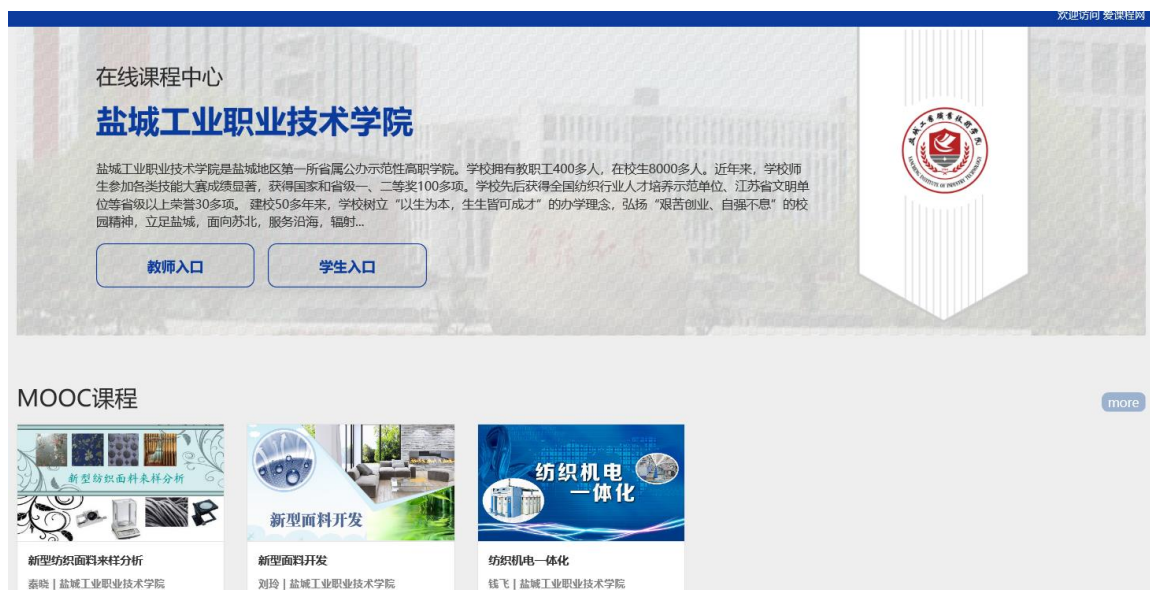 欢迎访问 爱课程网
在线课程中心
盐城工业职业技术学院
盐城工业职业技术学院是盐城地区第一所省属公办示范性高职学院。学校拥有教职工400多人，在校生8000多人。近年来，学校师
生参加各类技能大赛成绩显著，获得国家和省级一、二等奖100多项。学校先后获得全国纺织行业人才培养示范单位、江苏省文明单
位等省级以上荣誉30多项。 建校50多年来，学校树立“以生为本，生生皆可成才”的办学理念，弘扬“艰苦创业、自强不息”的校
园精神，立足盐城，面向苏北，服务沿海，辐射...
教师入口
学生入口
MOOC课程
more
新型纺织面料来样分析
新型面料开发
纺织机电
一体化
新型纺织面料来样分析
新型面料开发
纺织机电一体化
秦晓 | 盐城工业职业技术学院
刘玲 | 盐城工业职业技术学院
钱飞 | 盐城工业职业技术学院